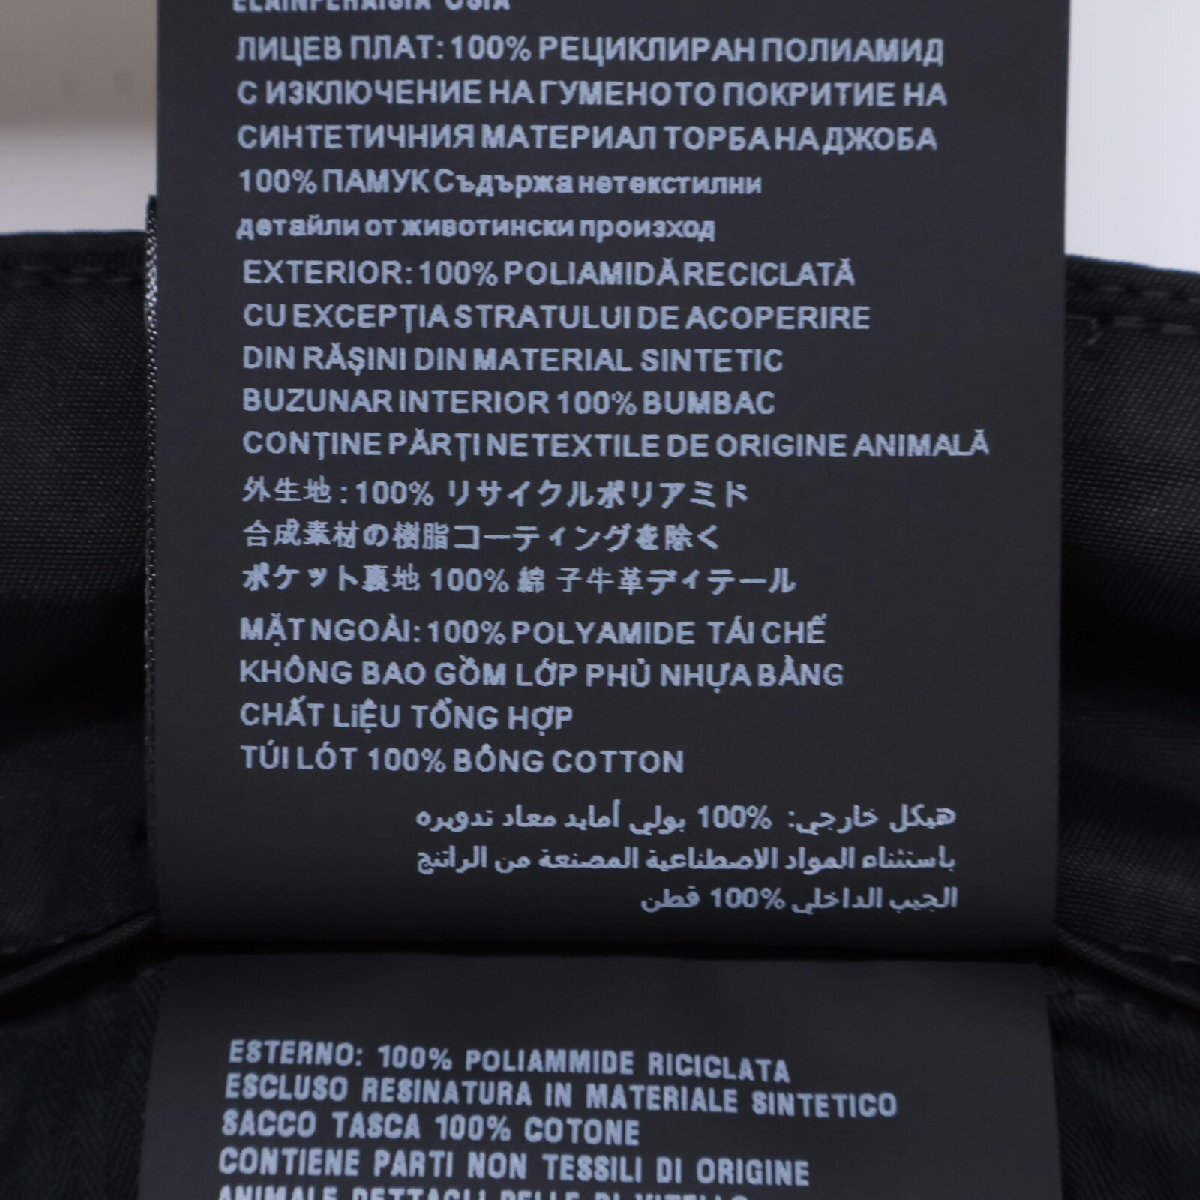 ELÄINPERÄISIÄ OSIA
ЛИЦЕВ ПЛАТ: 100% РЕЦИКЛИРАН ПОЛИАМИД
С ИЗКЛЮЧЕНИЕ НА ГУМЕНОТО ПОКРИТИЕ НА
СИНТЕТИЧНИЯ МАТЕРИАЛ ТОРБА НА ДЖОБА
100% ПАМУК Съдържа нетекстилни
детайли от животински произход
EXTERIOR: 100% POLIAMIDĂ RECICLATĂ
CU EXCEPȚIA STRATULUI DE ACOPERIRE
DIN RĂȘINI DIN MATERIAL SINTETIC
BUZUNAR INTERIOR 100% BUMBAC
CONȚINE PĂRȚI NETEXTILE DE ORIGINE ANIMALĂ
外生地 : 100% リサイクルポリアミド
合成素材の樹脂コーティングを除く
ポケット裏地 100% 綿 子牛革ディテール
MẶT NGOÀI: 100% POLYAMIDE TÁI CHẾ
KHÔNG BAO GỒM LỚP PHỦ NHỰA BẰNG
CHẤT LiỆU TỔNG HỢP
TÚI LÓT 100% BÔNG COTTON
هيكل خارجي: 100% بولي أمايد معاد تدويره
باستثناء المواد الاصطناعية المصنعة من الراتنج
الجيب الداخلي 100% قطن
ESTERNO: 100% POLIAMMIDE RICICLATA
ESCLUSO RESINATURA IN MATERIALE SINTETICO
SACCO TASCA 100% COTONE
CONTIENE PARTI NON TESSILI DI ORIGINE
ANIMALE DETTAGLI PELLE DI VITELLO